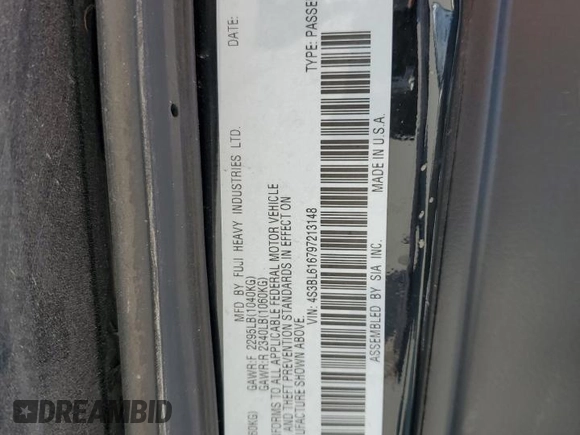 MFD BY FUJI HEAVY INDUSTRIES LTD. DATE:
60KG) GAWR:F 2295LB(1040KG)
GAWR:R 2340LB(1060KG)
FORMS TO ALL APPLICABLE FEDERAL MOTOR VEHICLE
AND THEFT PREVENTION STANDARDS IN EFFECT ON
UFACTURE SHOWN ABOVE.
VIN: 4S3BL616797213148 TYPE: PASSE
ASSEMBLED BY SIA INC. MADE IN U.S.A.
DREAMBID